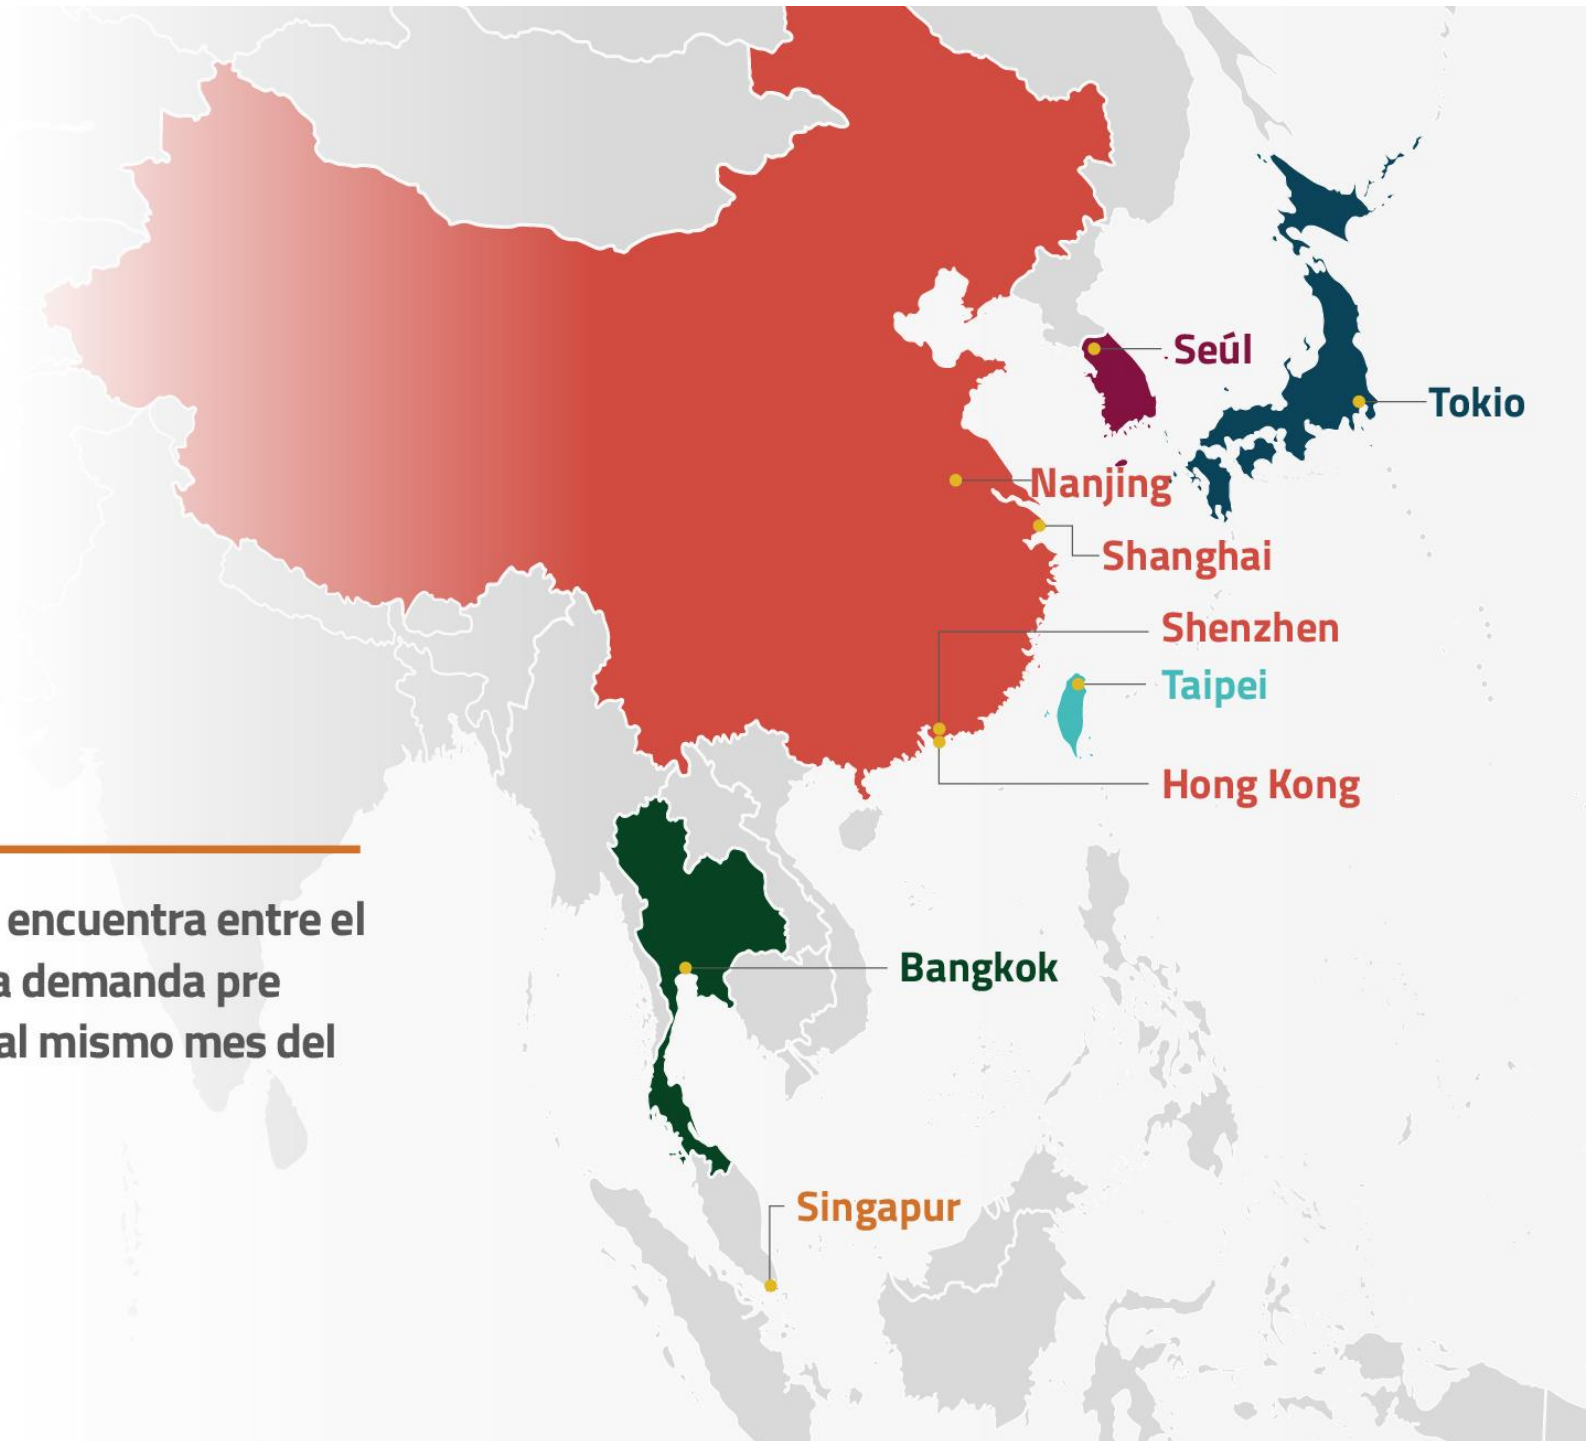 Seúl
Tokio
Nanjing
Shanghai
Shenzhen
Taipei
Hong Kong
encuentra entre el
a demanda pre
al mismo mes del
Bangkok
Singapur